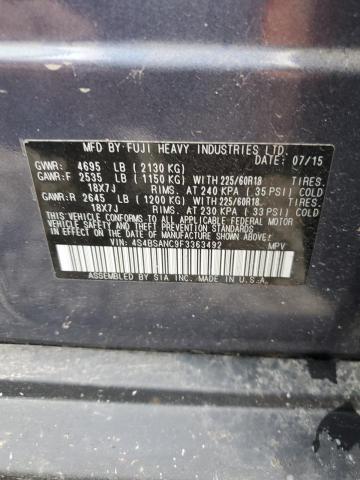 MFD BY FUJI HEAVY INDUSTRIES LTD.
DATE: 07/15
GVWR: 4695 LB (2130 KG)
GAWR:F 2535 LB (1150 KG) WITH 225/60R18 TIRES
18X7J RIMS.AT 240 KPA (35 PSI) COLD
GAWR:R 2645 LB (1200 KG) WITH 225/60R18 TIRES
18X7J RIMS.AT 230 KPA (33 PSI) COLD
THIS VEHICLE CONFORMS TO ALL APPLICABLE FEDERAL MOTOR
VEHICLE SAFETY STANDARDS IN EFFECT ON THE DATE
OF MANUFACTURE SHOWN ABOVE.
VIN: 4S4BSANC9F3363492 MPV
ASSEMBLED BY SIA INC. MADE IN U.S.A.